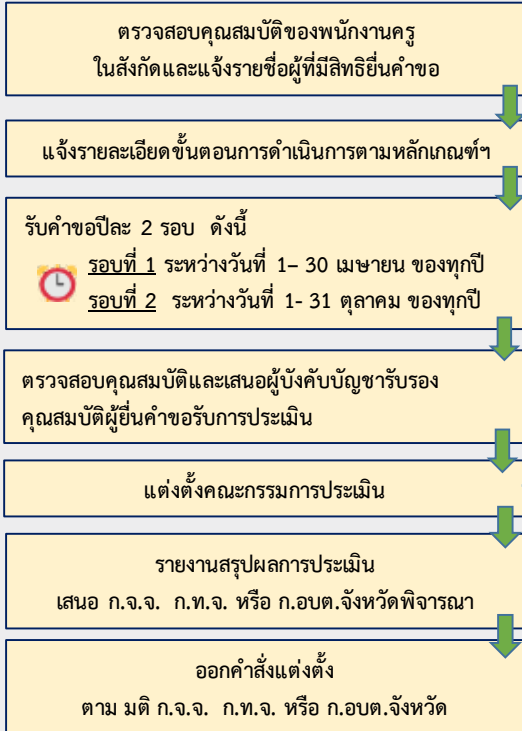 ตรวจสอบคุณสมบัติของพนักงานครู
ในสังกัดและแจ้งรายชื่อผู้ที่มีสิทธิยื่นคำขอ
แจ้งรายละเอียดขั้นตอนการดำเนินการตามหลักเกณฑ์ฯ
รับคำขอปีละ 2 รอบ ดังนี้
รอบที่ 1 ระหว่างวันที่ 1– 30 เมษายน ของทุกปี
รอบที่ 2 ระหว่างวันที่ 1- 31 ตุลาคม ของทุกปี
ตรวจสอบคุณสมบัติและเสนอผู้บังคับบัญชารับรอง
คุณสมบัติผู้ยื่นคำขอรับการประเมิน
แต่งตั้งคณะกรรมการประเมิน
รายงานสรุปผลการประเมิน
เสนอ ก.จ.จ. ก.ท.จ. หรือ ก.อบต.จังหวัดพิจารณา
ออกคำสั่งแต่งตั้ง
ตาม มติ ก.จ.จ. ก.ท.จ. หรือ ก.อบต.จังหวัด